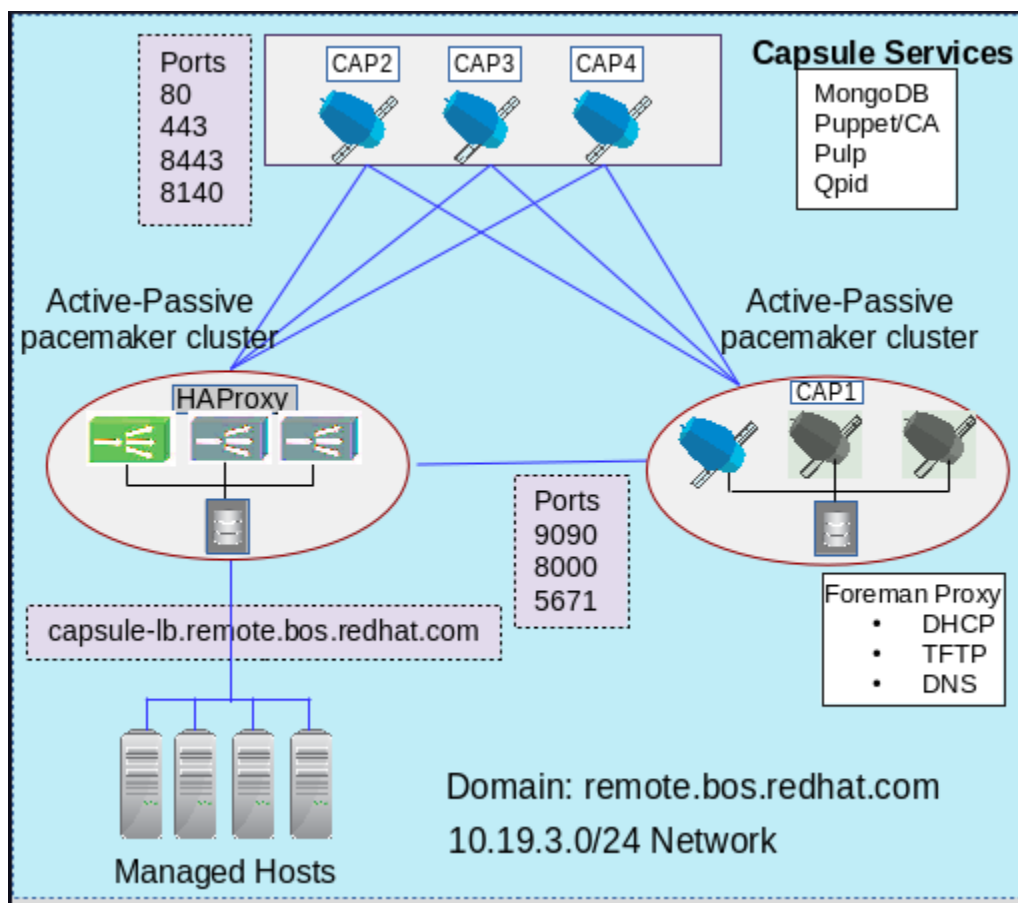 Ports
80
443
8443
8140
CAP2
CAP3
CAP4
Capsule Services
MongoDB
Puppet/CA
Pulp
Qpid
Active-Passive
pacemaker cluster
Active-Passive
pacemaker cluster
HAProxy
CAP1
Ports
9090
8000
5671
Foreman Proxy
• DHCP
• TFTP
• DNS
capsule-lb.remote.bos.redhat.com
Managed Hosts
Domain: remote.bos.redhat.com
10.19.3.0/24 Network